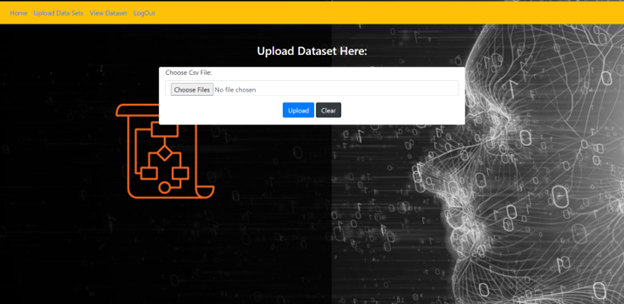 Home Upload Data Sets View Dataset LogOut
Upload Dataset Here:
Choose Csv File:
Choose Files No file chosen
Upload Clear